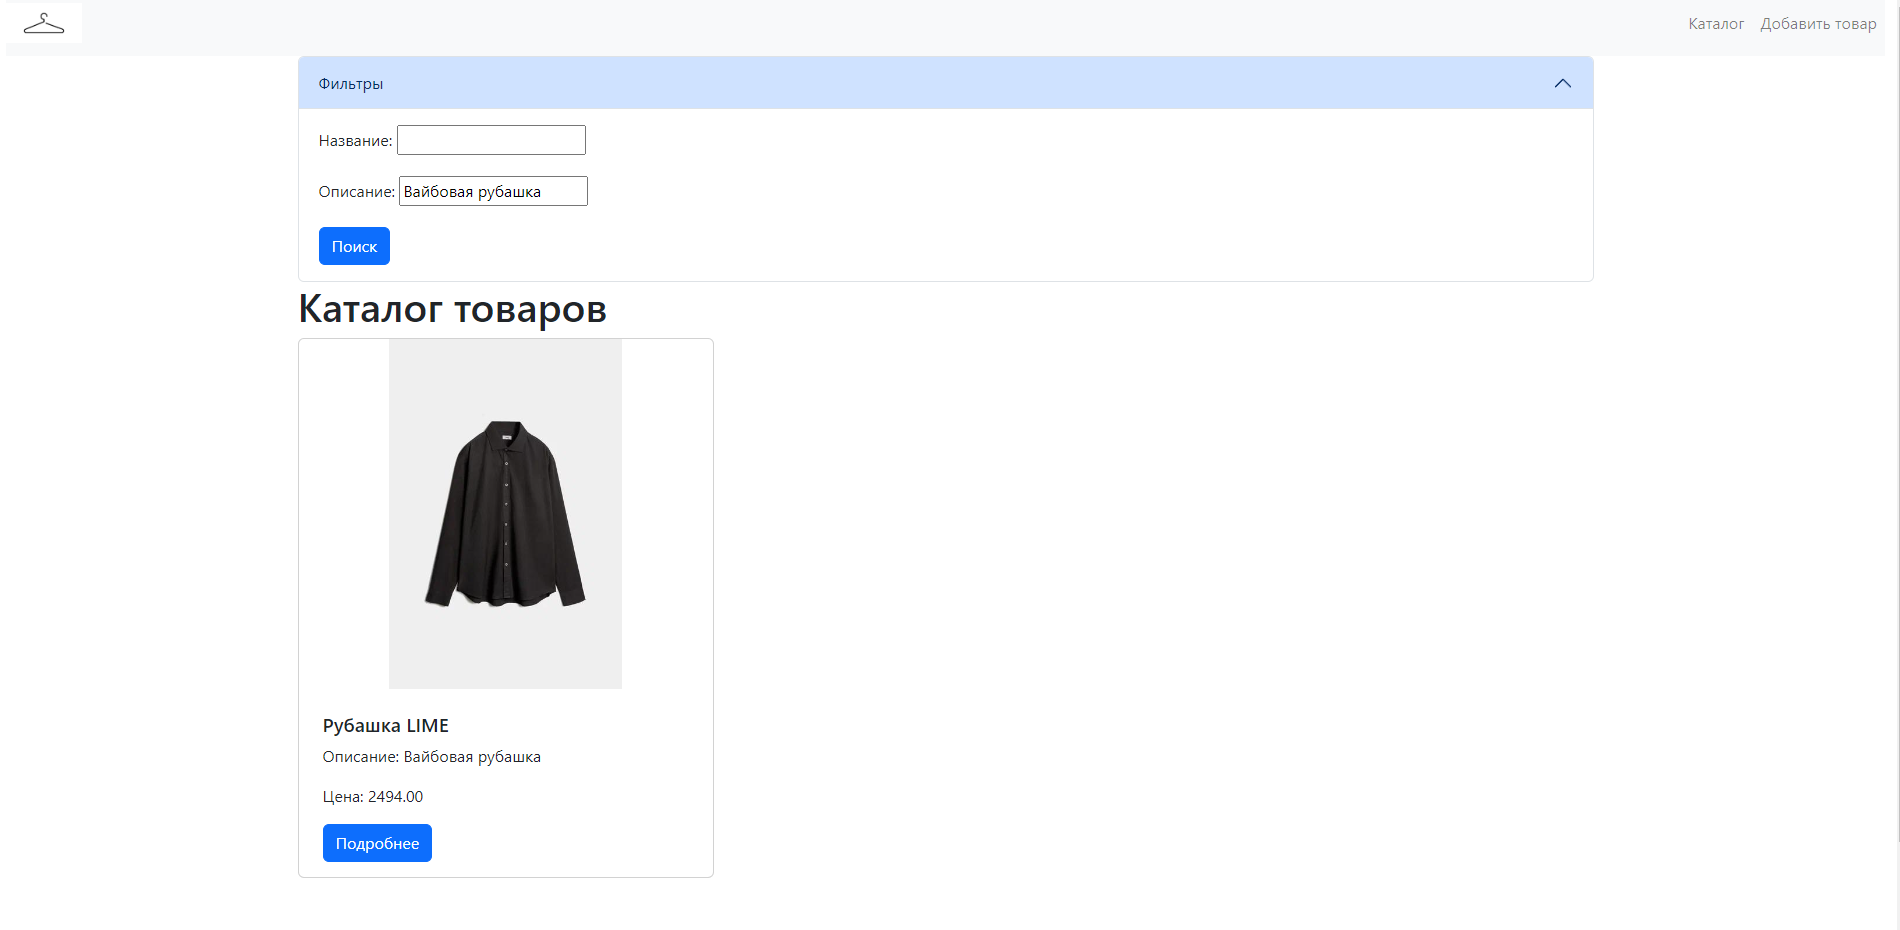 Каталог Добавить товар
Фильтры
Название:
Описание: Вайбовая рубашка
Поиск
Каталог товаров
Рубашка LIME
Описание: Вайбовая рубашка
Цена: 2494.00
Подробнее